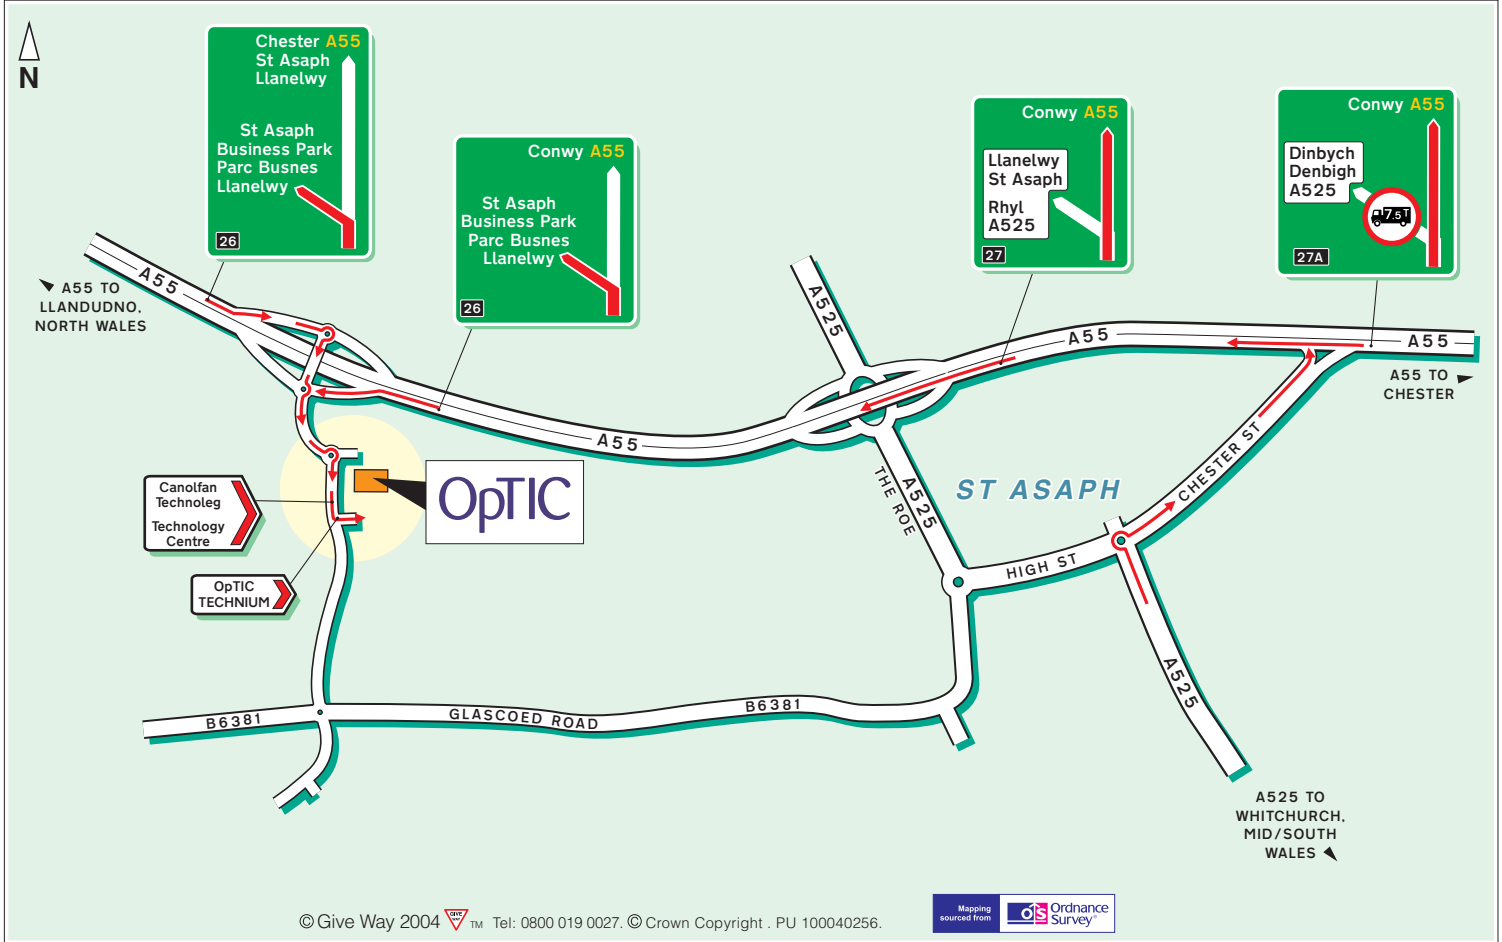 N
Chester A55
St Asaph
Llanelwy
St Asaph
Business Park
Parc Busnes
Llanelwy
26
Conwy A55
St Asaph
Business Park
Parc Busnes
Llanelwy
26
Conwy A55
Llanelwy
St Asaph
Rhyl
A525
27
Conwy A55
Dinbych
Denbigh
A525
7.5T
27A
A55
A55 TO
LLANDUDNO,
NORTH WALES
A525
A55
A55
A55 TO
CHESTER
A55
CHESTER ST
ST ASAPH
A525
THE ROE
HIGH ST
A525
Canolfan
Technoleg
Technology
Centre
OpTIC
OpTIC
TECHNIUM
B6381
GLASCOED ROAD
B6381
A525 TO
WHITCHURCH,
MID/SOUTH
WALES
© Give Way 2004 GIVE WAY TM Tel: 0800 019 0027. © Crown Copyright . PU 100040256.
Mapping
sourced from
OS Ordnance
Survey®